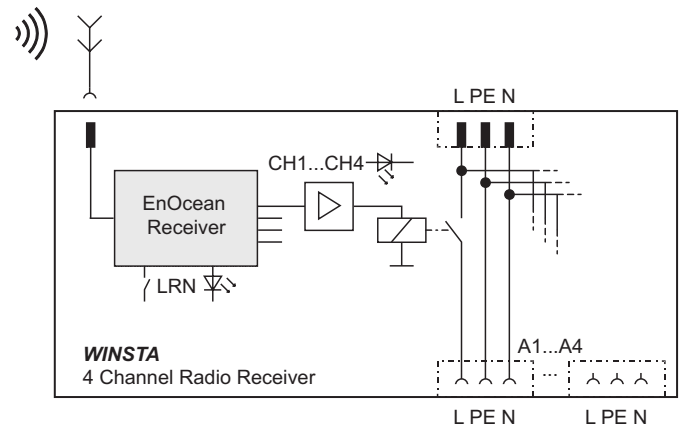 L PE N
CH1...CH4
EnOcean
Receiver
LRN
WINSTA
4 Channel Radio Receiver
A1...A4
...
L PE N
L PE N